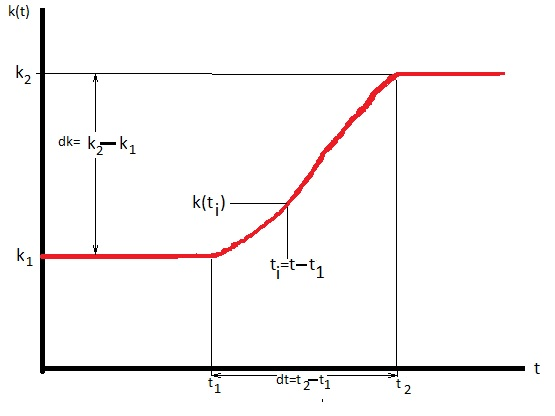 k(t)
k₂
dk= k₂–k₁
k(tᵢ)
k₁
tᵢ=t–t₁
t
t₁
dt=t₂–t₁
t₂